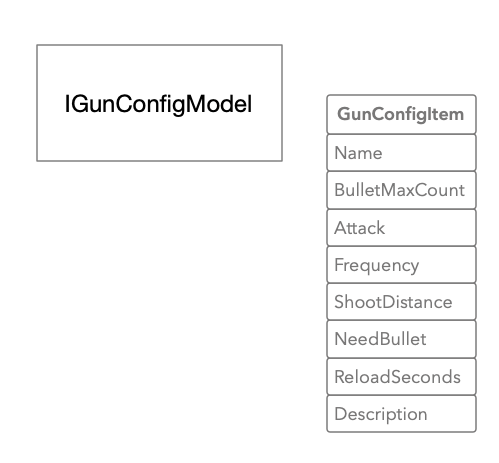 IGunConfigModel
GunConfigItem
Name
BulletMaxCount
Attack
Frequency
ShootDistance
NeedBullet
ReloadSeconds
Description